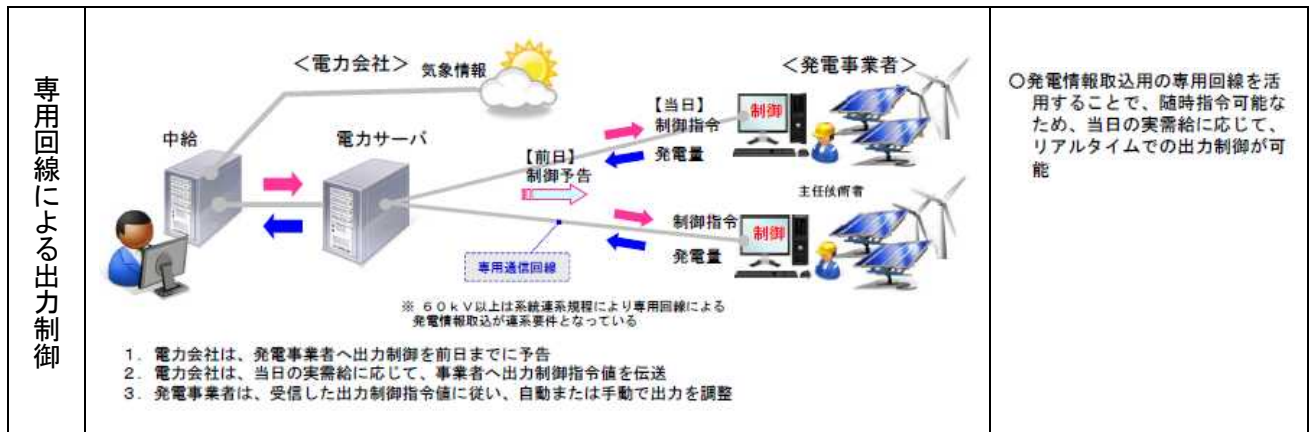 専用回線による出力制御
<電力会社>
気象情報
<発電事業者>
中給
電力サーバ
【当日】
制御指令
発電量
制御
【前日】
制御予告
主任技術者
制御指令
発電量
制御
専用通信回線
※ 60kV以上は系統連系規程により専用回線による
発電情報取込が連系要件となっている
1. 電力会社は、発電事業者へ出力制御を前日までに予告
2. 電力会社は、当日の実需給に応じて、事業者へ出力制御指令値を伝送
3. 発電事業者は、受信した出力制御指令値に従い、自動または手動で出力を調整
○発電情報取込用の専用回線を活
用することで、随時指令可能な
ため、当日の実需給に応じて、
リアルタイムでの出力制御が可
能